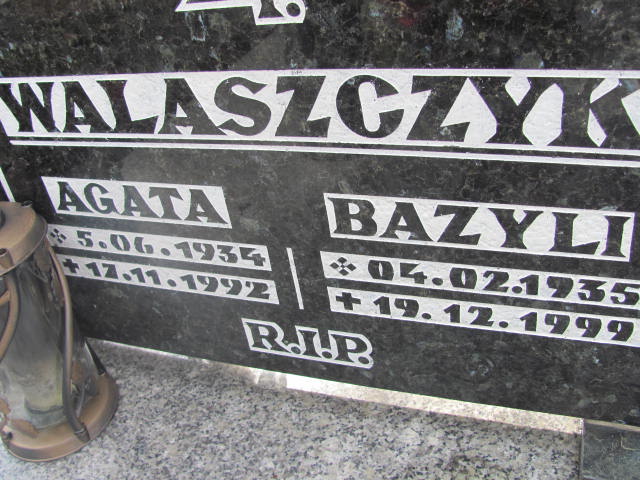 WALASZCZYK
AGATA
5.06.1934
17.11.1992
BAZYLI
04.02.1935
19.12.1999
R.I.P.